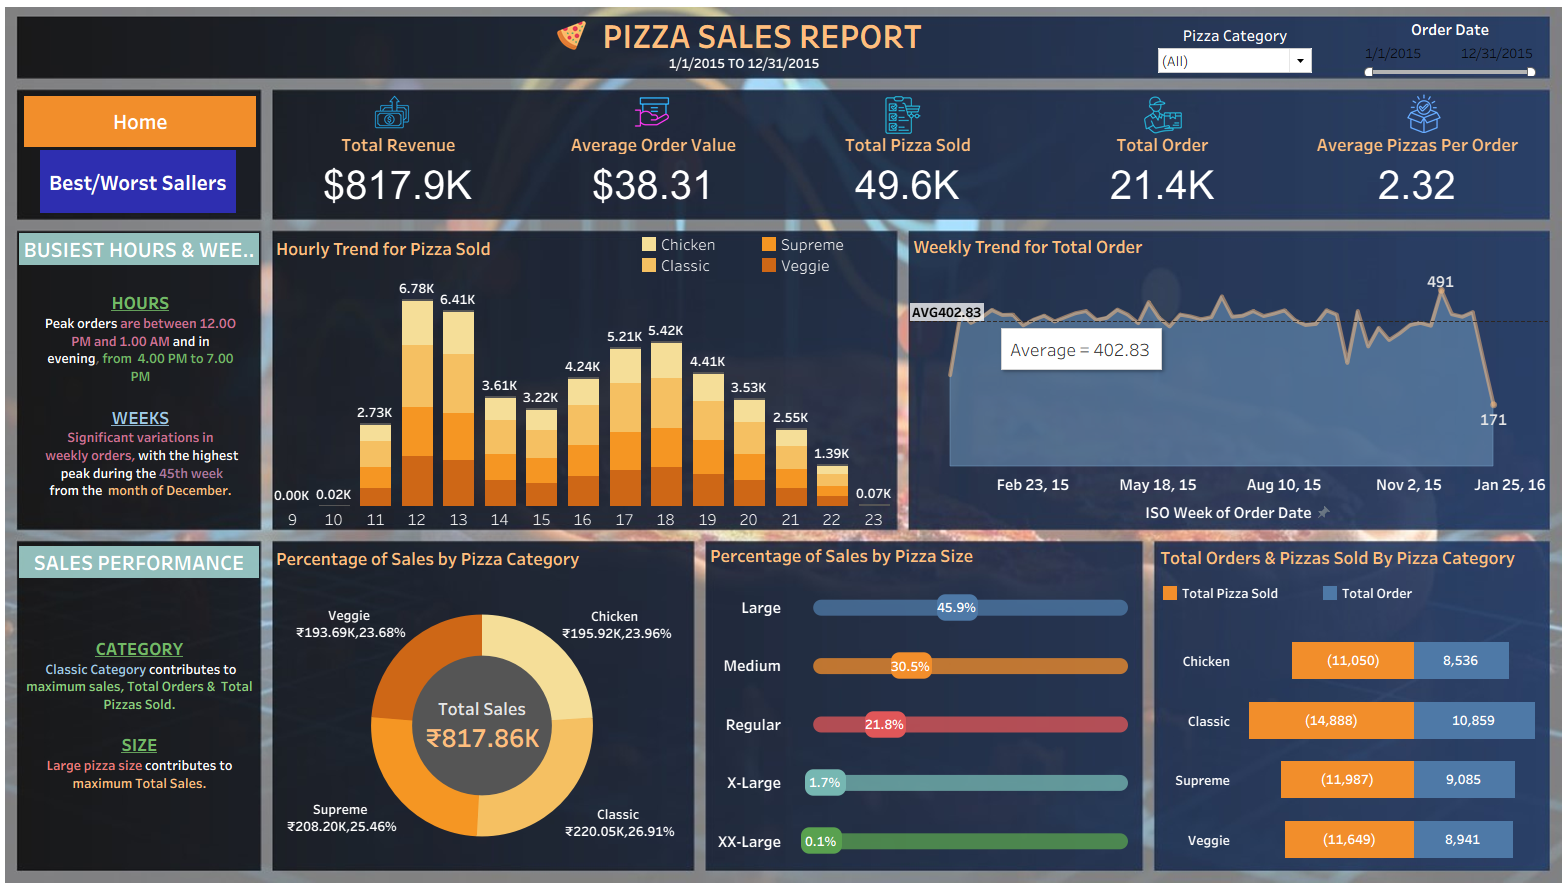 PIZZA SALES REPORT
1/1/2015 TO 12/31/2015
Pizza Category
(All)
Order Date
1/1/2015
12/31/2015
Home
Best/Worst Sallers
Total Revenue
$817.9K
Average Order Value
$38.31
Total Pizza Sold
49.6K
Total Order
21.4K
Average Pizzas Per Order
2.32
BUSIEST HOURS & WEE..
HOURS
Peak orders are between 12.00
PM and 1.00 AM and in
evening, from 4.00 PM to 7.00
PM
WEEKS
Significant variations in
weekly orders, with the highest
peak during the 45th week
from the month of December.
Hourly Trend for Pizza Sold
Chicken
Supreme
Classic
Veggie
0.00K
0.02K
2.73K
6.78K
6.41K
3.61K
3.22K
4.24K
5.21K
5.42K
4.41K
3.53K
2.55K
1.39K
0.07K
9 10 11 12 13 14 15 16 17 18 19 20 21 22 23
Weekly Trend for Total Order
491
AVG402.83
Average = 402.83
171
Feb 23, 15 May 18, 15 Aug 10, 15 Nov 2, 15 Jan 25, 16
ISO Week of Order Date
SALES PERFORMANCE
CATEGORY
Classic Category contributes to
maximum sales, Total Orders & Total
Pizzas Sold.
SIZE
Large pizza size contributes to
maximum Total Sales.
Percentage of Sales by Pizza Category
Veggie
₹193.69K,23.68%
Chicken
₹195.92K,23.96%
Total Sales
₹817.86K
Supreme
₹208.20K,25.46%
Classic
₹220.05K,26.91%
Percentage of Sales by Pizza Size
Large 45.9%
Medium 30.5%
Regular 21.8%
X-Large 1.7%
XX-Large 0.1%
Total Orders & Pizzas Sold By Pizza Category
Total Pizza Sold
Total Order
Chicken (11,050) 8,536
Classic (14,888) 10,859
Supreme (11,987) 9,085
Veggie (11,649) 8,941